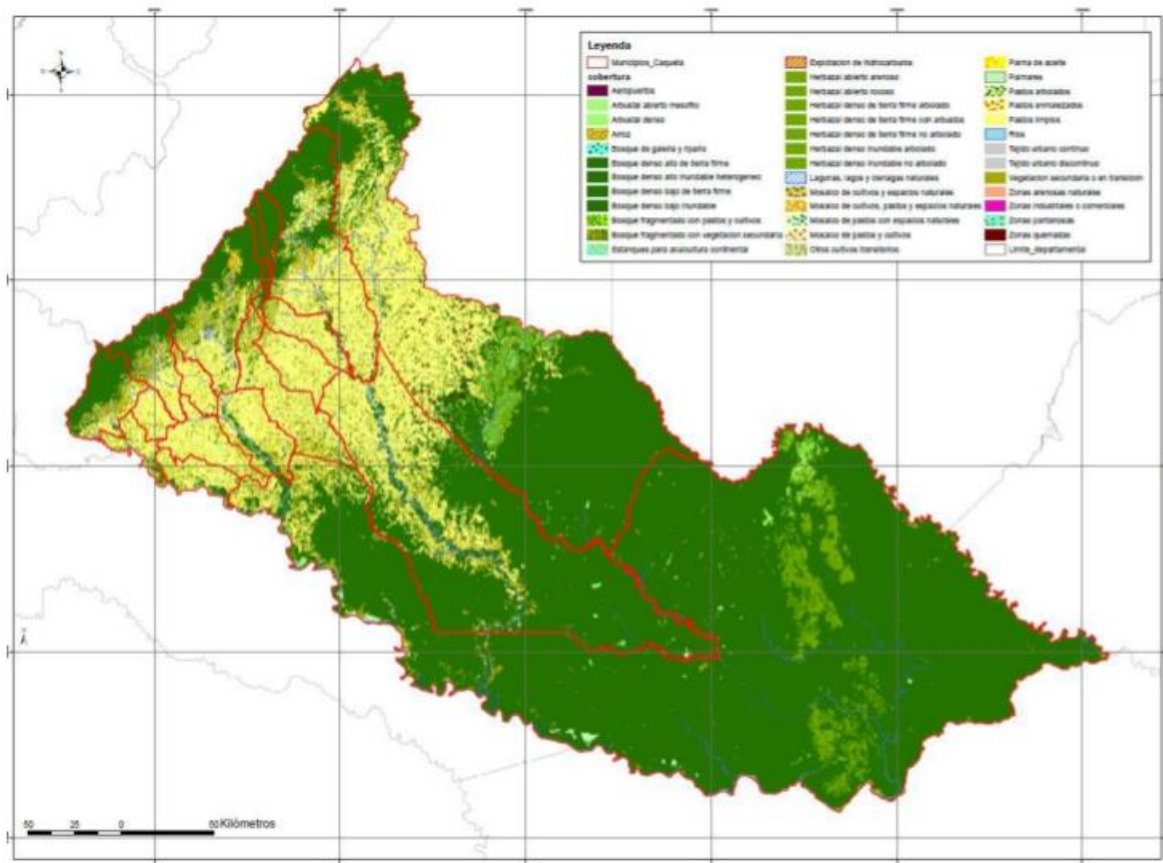 Leyenda
Municipios_Caqueta
cobertura
Aeropuertos
Arbustal abierto mesofilo
Arbustal denso
Arroz
Bosque de galeria y ripario
Bosque denso alto de tierra firme
Bosque denso alto inundable heterogeneo
Bosque denso bajo de tierra firme
Bosque denso bajo inundable
Bosque fragmentado con pastos y cultivos
Bosque fragmentado con vegetacion secundaria
Estanques para acuicultura continental
Explotacion de hidrocarburos
Herbazal abierto arenoso
Herbazal abierto rocoso
Herbazal denso de tierra firme arbolado
Herbazal denso de tierra firme con arbustos
Herbazal denso de tierra firme no arbolado
Herbazal denso inundable arbolado
Herbazal denso inundable no arbolado
Lagunas, lagos y cienagas naturales
Mosaico de cultivos y espacios naturales
Mosaico de cultivos, pastos y espacios naturales
Mosaico de pastos con espacios naturales
Mosaico de pastos y cultivos
Otros cultivos transitorios
Palma de aceite
Palmares
Pastos arbolados
Pastos enmalezados
Pastos limpios
Rios
Tejido urbano continuo
Tejido urbano discontinuo
Vegetacion secundaria o en transicion
Zonas arenosas naturales
Zonas industriales o comerciales
Zonas pantanosas
Zonas quemadas
Limite_departamental
50 25 0 50 Kilómetros